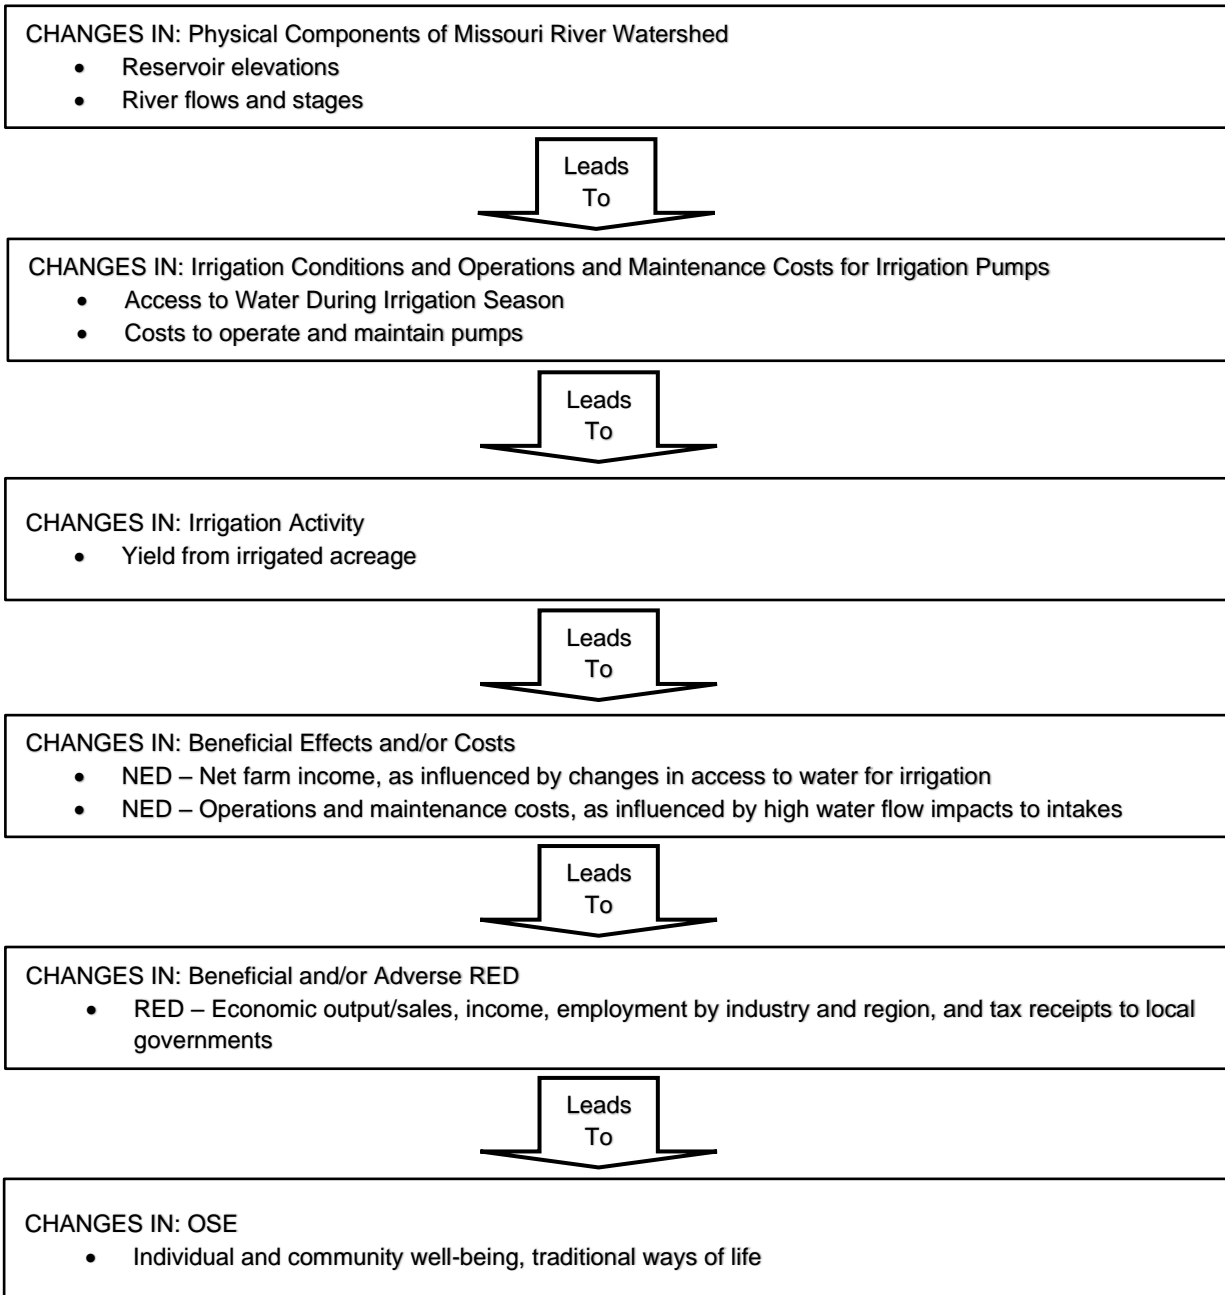 CHANGES IN: Physical Components of Missouri River Watershed
• Reservoir elevations
• River flows and stages
Leads
To
CHANGES IN: Irrigation Conditions and Operations and Maintenance Costs for Irrigation Pumps
• Access to Water During Irrigation Season
• Costs to operate and maintain pumps
Leads
To
CHANGES IN: Irrigation Activity
• Yield from irrigated acreage
Leads
To
CHANGES IN: Beneficial Effects and/or Costs
• NED – Net farm income, as influenced by changes in access to water for irrigation
• NED – Operations and maintenance costs, as influenced by high water flow impacts to intakes
Leads
To
CHANGES IN: Beneficial and/or Adverse RED
• RED – Economic output/sales, income, employment by industry and region, and tax receipts to local
governments
Leads
To
CHANGES IN: OSE
• Individual and community well-being, traditional ways of life